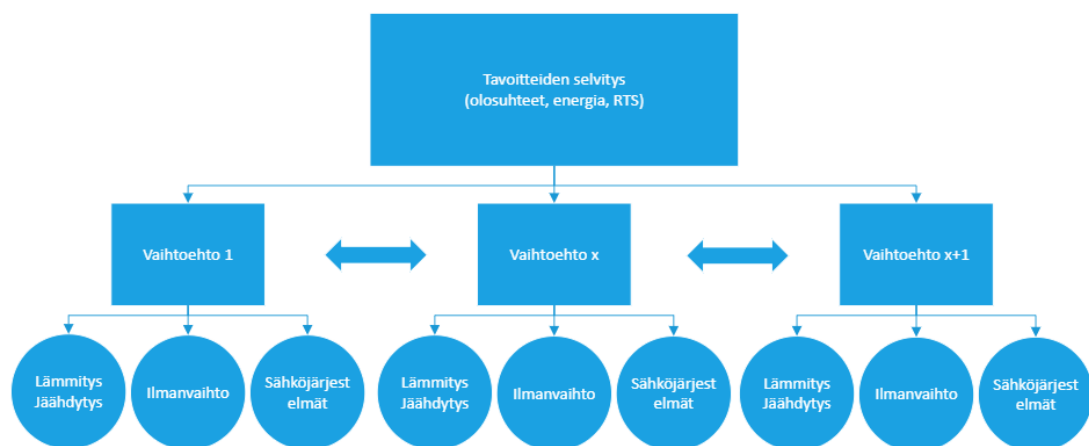 Tavoitteiden selvitys
(olosuhteet, energia, RTS)
Vaihtoehto 1
Vaihtoehto x
Vaihtoehto x+1
Lämmitys
Jäähdytys
Ilmanvaihto
Sähköjärjest
elmät
Lämmitys
Jäähdytys
Ilmanvaihto
Sähköjärjest
elmät
Lämmitys
Jäähdytys
Ilmanvaihto
Sähköjärjest
elmät